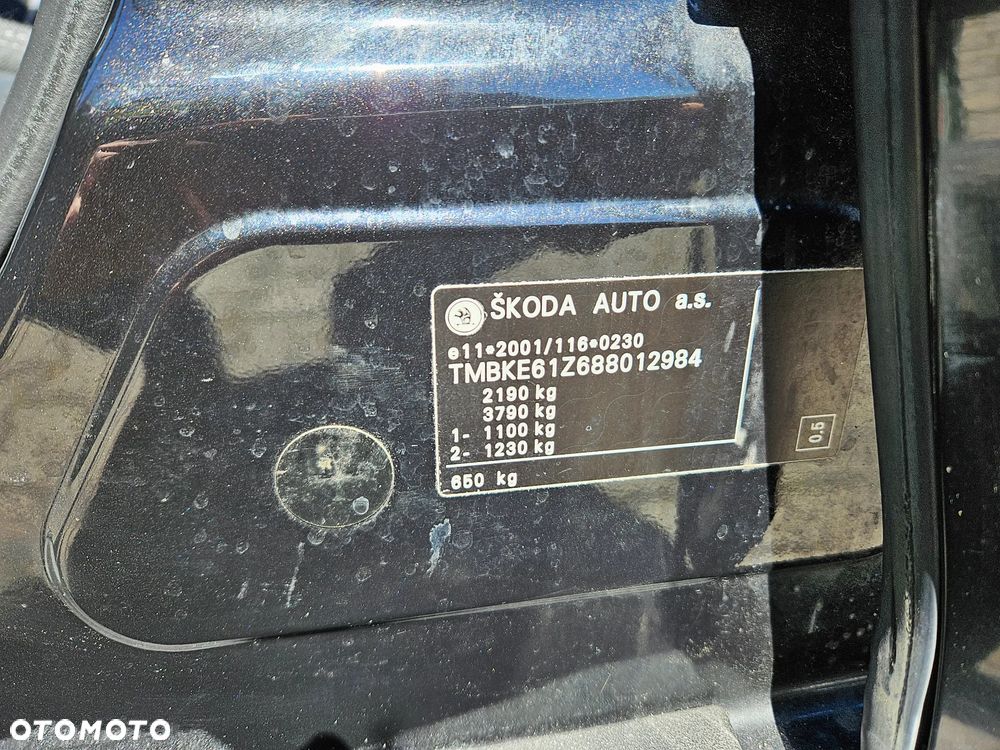 ŠKODA AUTO a.s.
e11*2001/116*0230
TMBKE61Z688012984
2190 kg
3790 kg
1- 1100 kg
2- 1230 kg
650 kg
0.5
OTOMOTO